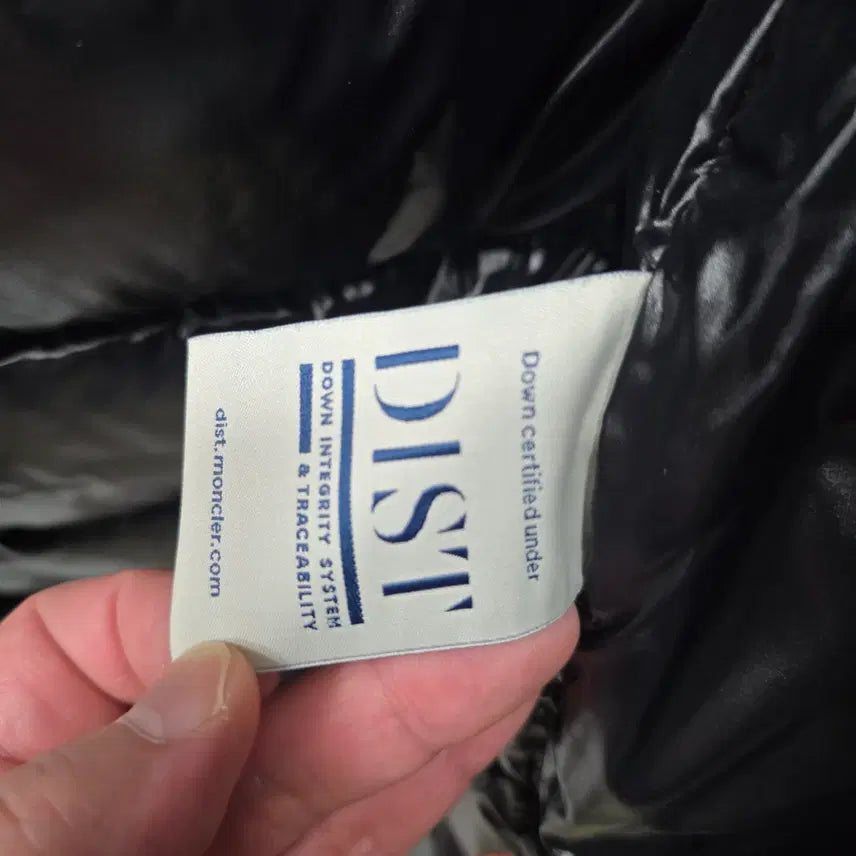 Down certified under
DIST
DOWN INTEGRITY SYSTEM
& TRACEABILITY
dist.moncler.com